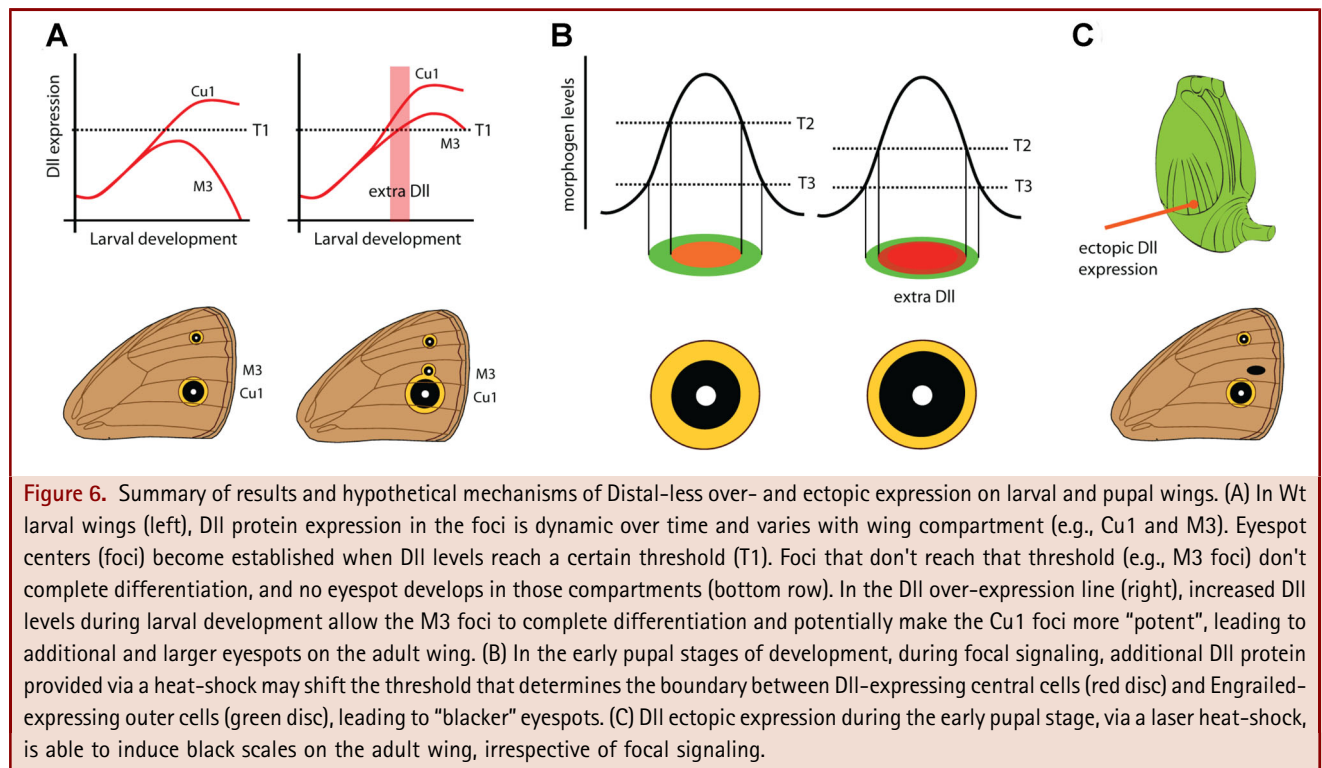 A
B
C
Dll expression
Cu1
T1
M3
Larval development
Cu1
T1
M3
extra Dll
Larval development
morphogen levels
T2
T3
T2
T3
extra Dll
ectopic Dll
expression
M3
Cu1
M3
Cu1
Figure 6. Summary of results and hypothetical mechanisms of Distal-less over- and ectopic expression on larval and pupal wings. (A) In Wt
larval wings (left), Dll protein expression in the foci is dynamic over time and varies with wing compartment (e.g., Cu1 and M3). Eyespot
centers (foci) become established when Dll levels reach a certain threshold (T1). Foci that don't reach that threshold (e.g., M3 foci) don't
complete differentiation, and no eyespot develops in those compartments (bottom row). In the Dll over-expression line (right), increased Dll
levels during larval development allow the M3 foci to complete differentiation and potentially make the Cu1 foci more "potent", leading to
additional and larger eyespots on the adult wing. (B) In the early pupal stages of development, during focal signaling, additional Dll protein
provided via a heat-shock may shift the threshold that determines the boundary between Dll-expressing central cells (red disc) and Engrailed-
expressing outer cells (green disc), leading to "blacker" eyespots. (C) Dll ectopic expression during the early pupal stage, via a laser heat-shock,
is able to induce black scales on the adult wing, irrespective of focal signaling.